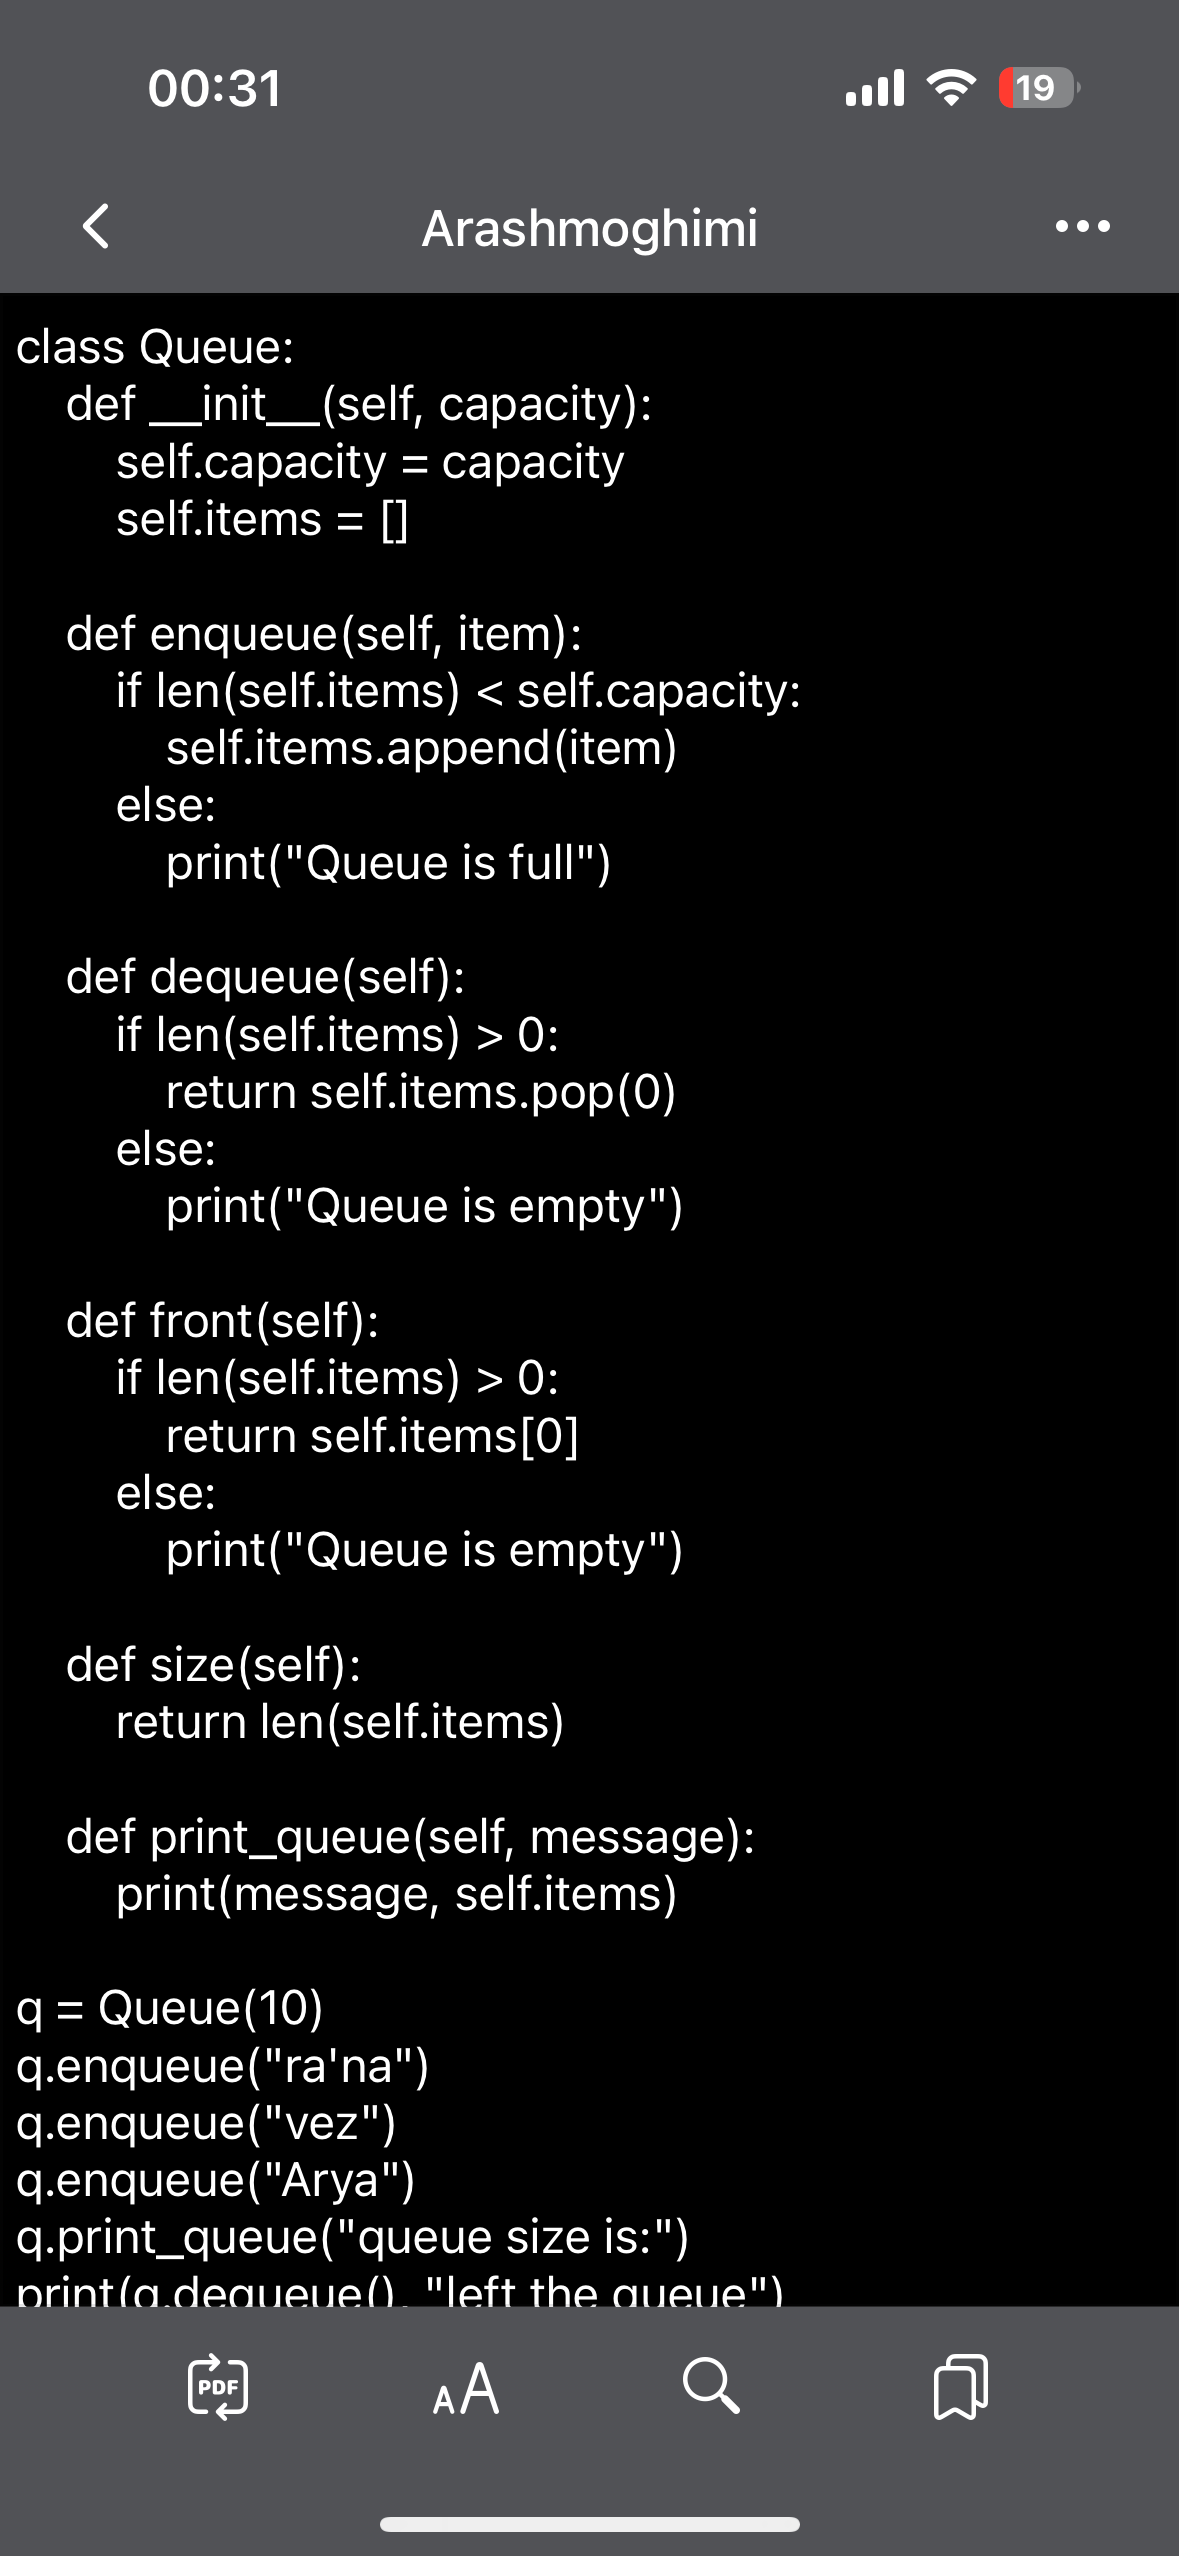 00:31
19
Arashmoghimi
class Queue:
    def __init__(self, capacity):
        self.capacity = capacity
        self.items = []
    def enqueue(self, item):
        if len(self.items) < self.capacity:
            self.items.append(item)
        else:
            print("Queue is full")
    def dequeue(self):
        if len(self.items) > 0:
            return self.items.pop(0)
        else:
            print("Queue is empty")
    def front(self):
        if len(self.items) > 0:
            return self.items[0]
        else:
            print("Queue is empty")
    def size(self):
        return len(self.items)
    def print_queue(self, message):
        print(message, self.items)
q = Queue(10)
q.enqueue("ra'na")
q.enqueue("vez")
q.enqueue("Arya")
q.print_queue("queue size is:")
print(q.dequeue(), "left the queue")
PDF
AA